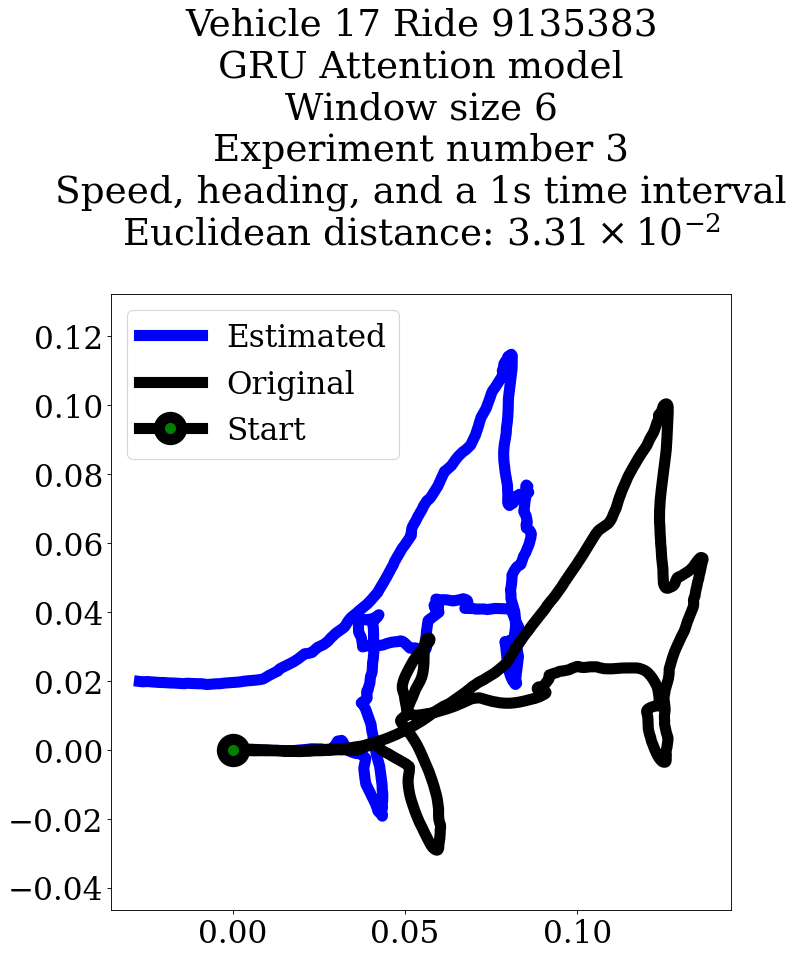 Vehicle 17 Ride 9135383
GRU Attention model
Window size 6
Experiment number 3
Speed, heading, and a 1s time interval
Euclidean distance: 3.31 × 10⁻²
Estimated
Original
Start
0.12
0.10
0.08
0.06
0.04
0.02
0.00
−0.02
−0.04
0.00 0.05 0.10